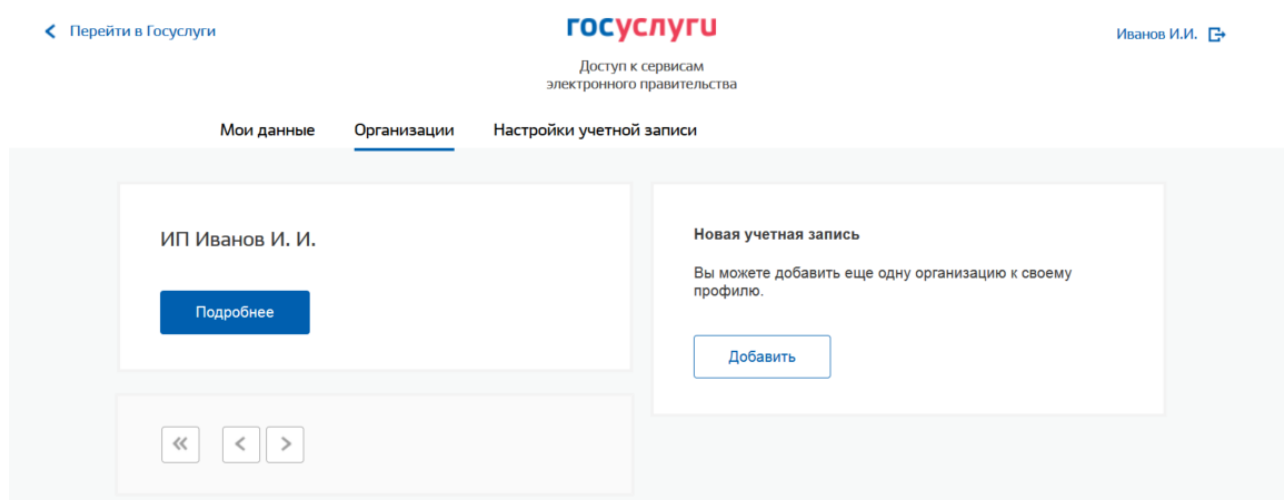 Перейти в Госуслуги
госуслуги
Иванов И.И.
Доступ к сервисам
электронного правительства
Мои данные
Организации
Настройки учетной записи
ИП Иванов И. И.
Подробнее
Новая учетная запись
Вы можете добавить еще одну организацию к своему
профилю.
Добавить